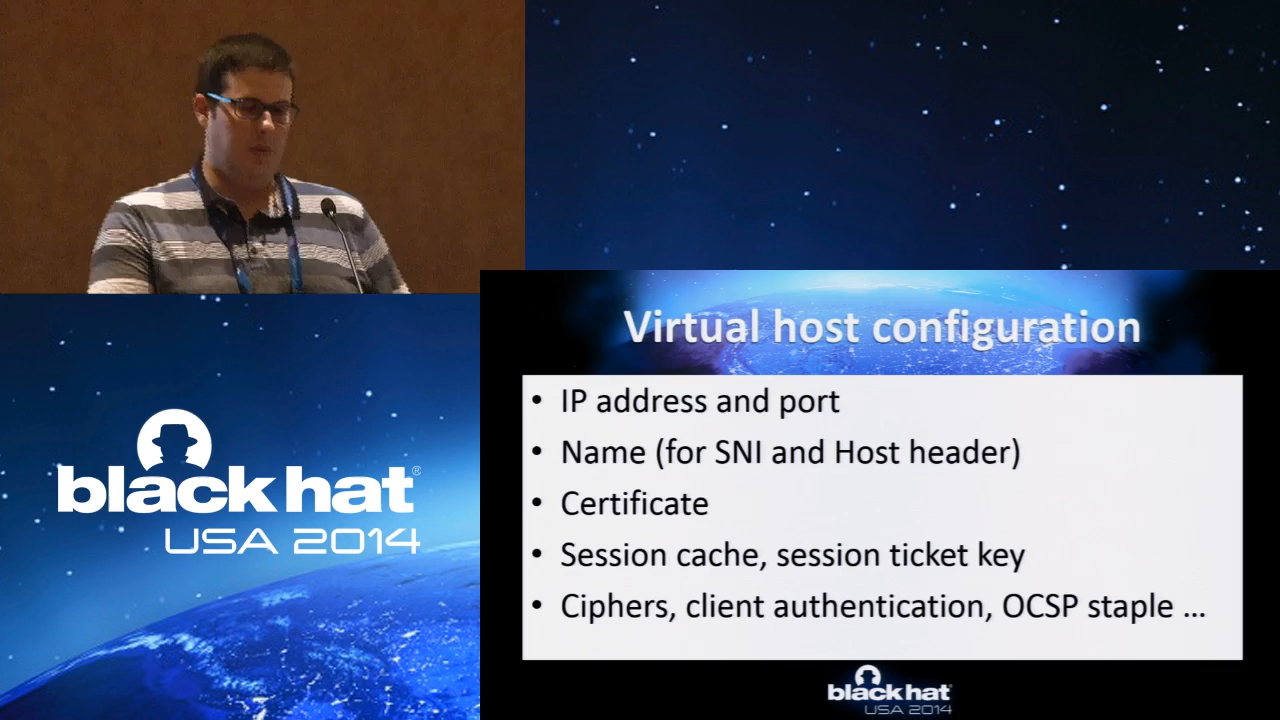 Virtual host configuration
• IP address and port
• Name (for SNI and Host header)
• Certificate
• Session cache, session ticket key
• Ciphers, client authentication, OCSP staple ...
black hat®
USA 2014
black hat
USA 2014